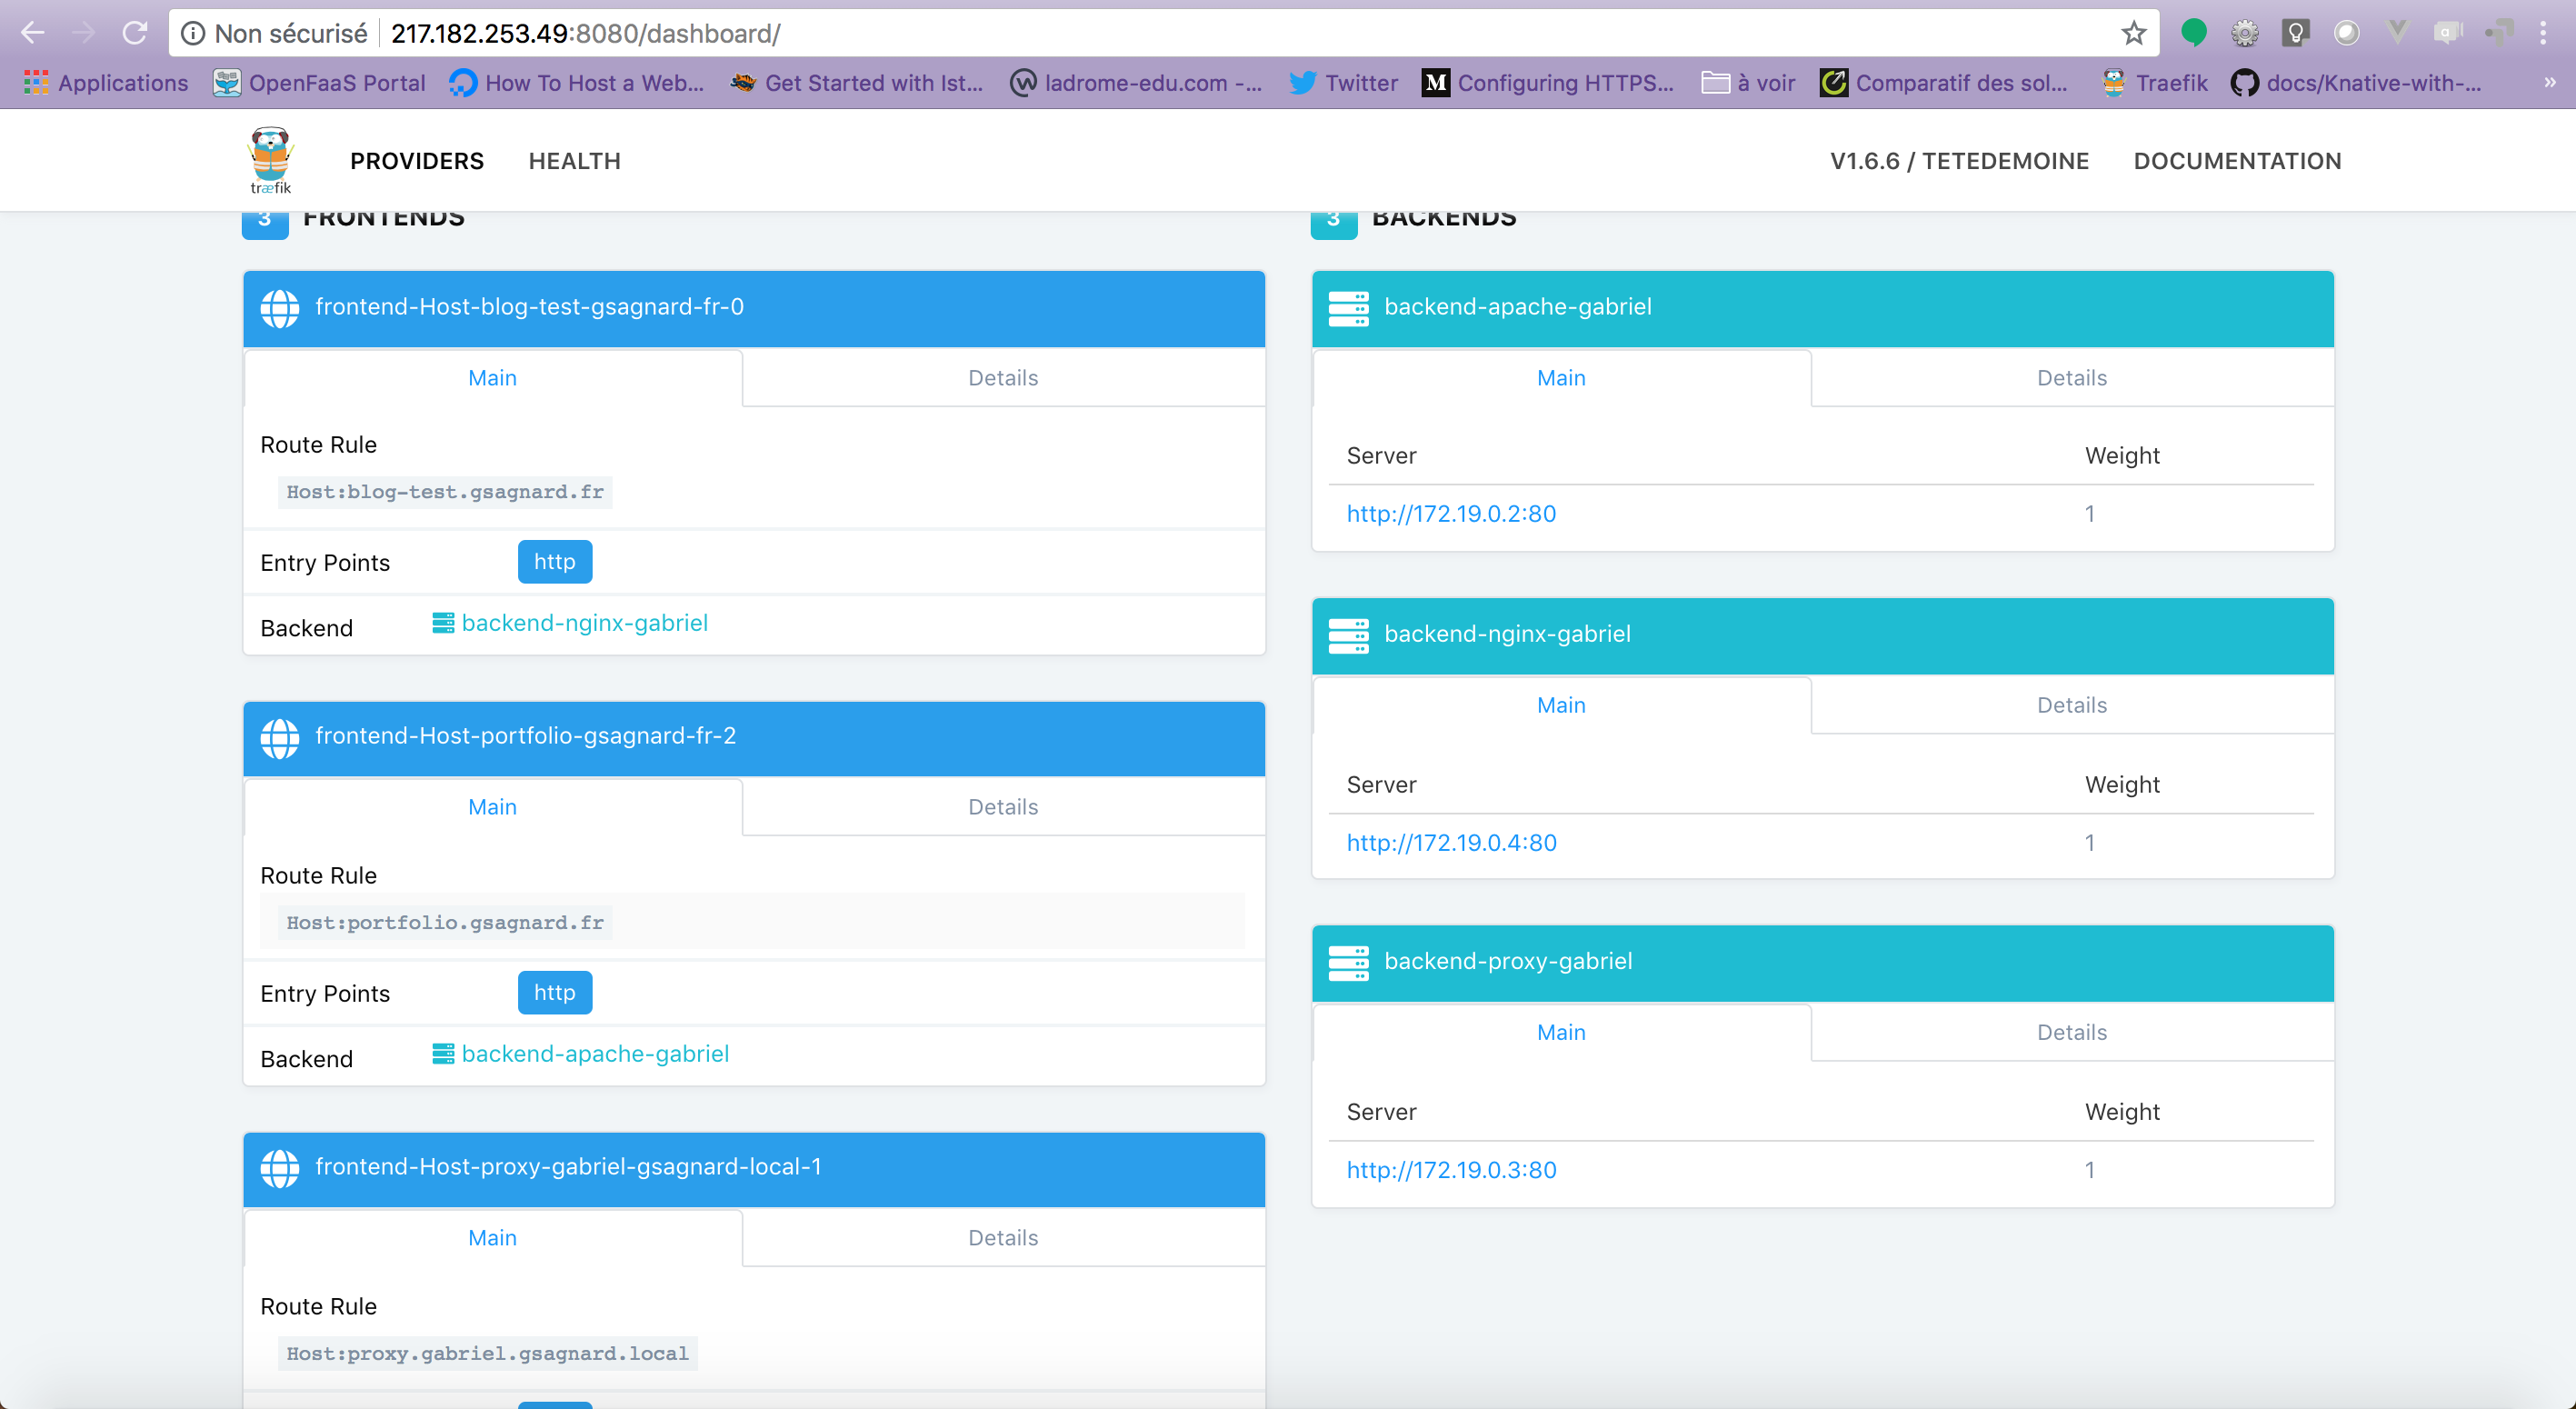 Non sécurisé 217.182.253.49:8080/dashboard/
Applications OpenFaaS Portal How To Host a Web... Get Started with Ist... ladrome-edu.com -... Twitter M Configuring HTTPS... à voir Comparatif des sol... Traefik docs/Knative-with-... »
træfik PROVIDERS HEALTH V1.6.6 / TETEDEMOINE DOCUMENTATION
3 FRONTENDS
frontend-Host-blog-test-gsagnard-fr-0
Main Details
Route Rule
Host:blog-test.gsagnard.fr
Entry Points http
Backend backend-nginx-gabriel
frontend-Host-portfolio-gsagnard-fr-2
Main Details
Route Rule
Host:portfolio.gsagnard.fr
Entry Points http
Backend backend-apache-gabriel
frontend-Host-proxy-gabriel-gsagnard-local-1
Main Details
Route Rule
Host:proxy.gabriel.gsagnard.local
3 BACKENDS
backend-apache-gabriel
Main Details
Server Weight
http://172.19.0.2:80 1
backend-nginx-gabriel
Main Details
Server Weight
http://172.19.0.4:80 1
backend-proxy-gabriel
Main Details
Server Weight
http://172.19.0.3:80 1